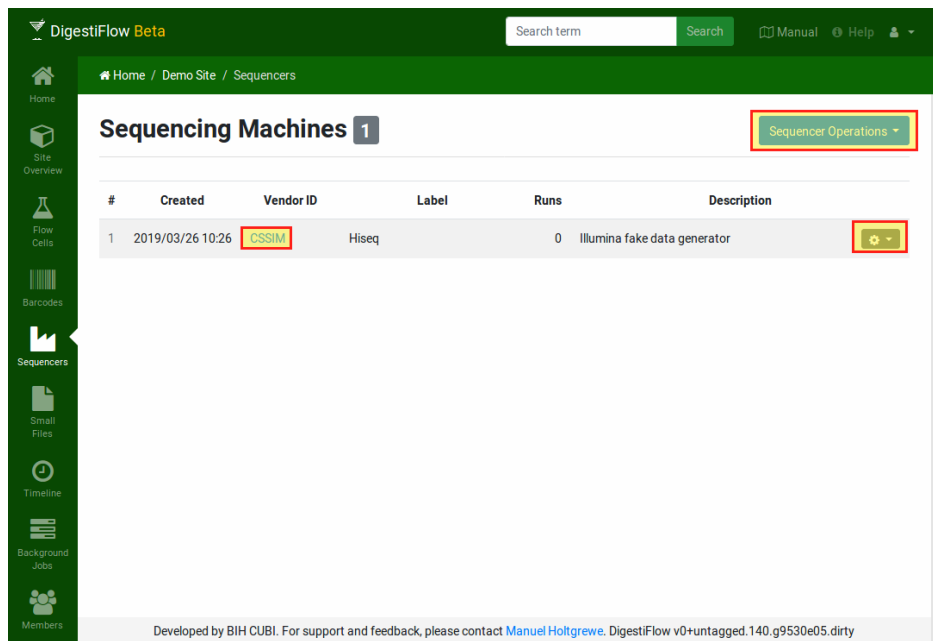 DigestiFlow Beta
Search term
Search
Manual
Help
Home / Demo Site / Sequencers
Home
Site
Overview
Flow
Cells
Barcodes
Sequencers
Small
Files
Timeline
Background
Jobs
Members
Sequencing Machines 1
Sequencer Operations
# Created Vendor ID Label Runs Description
1 2019/03/26 10:26 CSSIM Hiseq 0 Illumina fake data generator
Developed by BIH CUBI. For support and feedback, please contact Manuel Holtgrewe. DigestiFlow v0+untagged.140.g9530e05.dirty